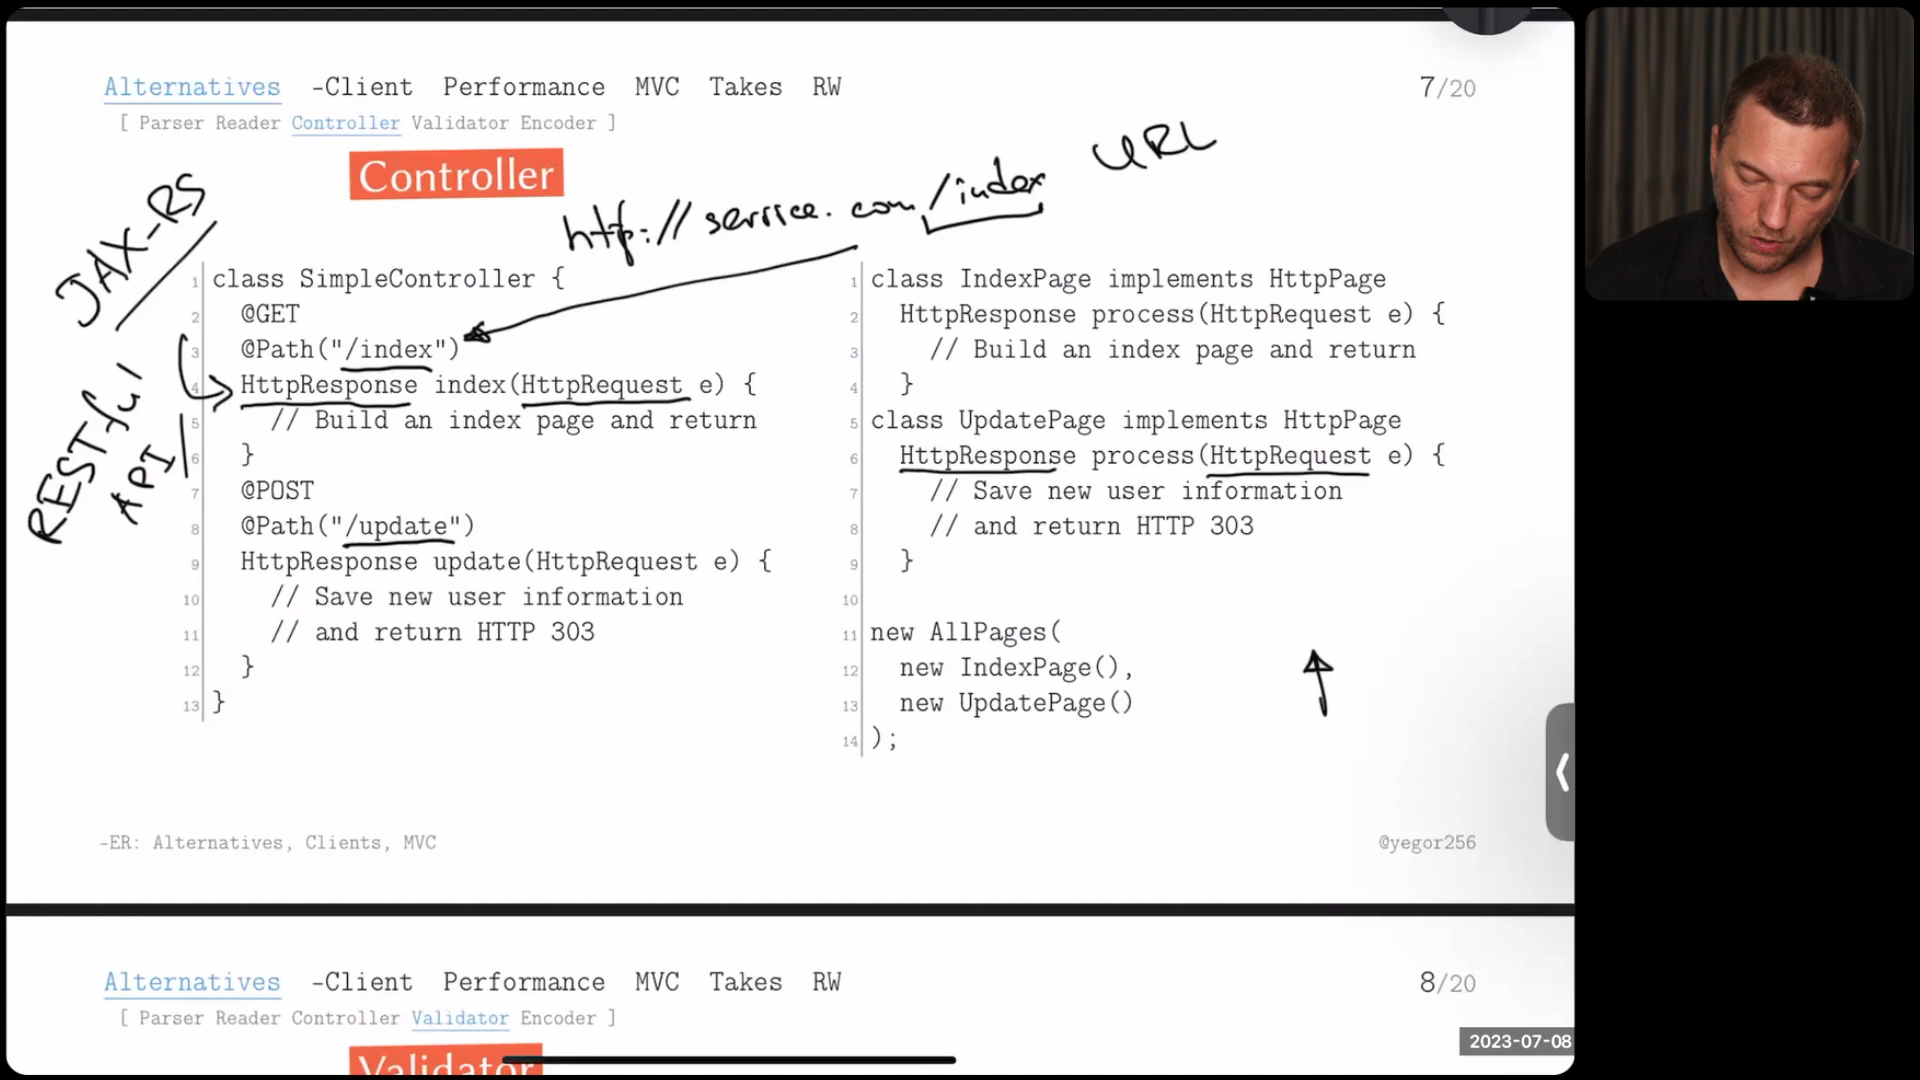 Alternatives -Client Performance MVC Takes RW
7/20
[ Parser Reader Controller Validator Encoder ]
Controller
URL
http://service.com/index
JAX-RS
RESTful
API
1 class SimpleController {
2 @GET
3 @Path("/index")
4 HttpResponse index(HttpRequest e) {
5 // Build an index page and return
6 }
7 @POST
8 @Path("/update")
9 HttpResponse update(HttpRequest e) {
10 // Save new user information
11 // and return HTTP 303
12 }
13 }
1 class IndexPage implements HttpPage
2 HttpResponse process(HttpRequest e) {
3 // Build an index page and return
4 }
5 class UpdatePage implements HttpPage
6 HttpResponse process(HttpRequest e) {
7 // Save new user information
8 // and return HTTP 303
9 }
10
11 new AllPages(
12 new IndexPage(),
13 new UpdatePage()
14 );
-ER: Alternatives, Clients, MVC
@yegor256
Alternatives -Client Performance MVC Takes RW
8/20
[ Parser Reader Controller Validator Encoder ]
Validator
2023-07-08